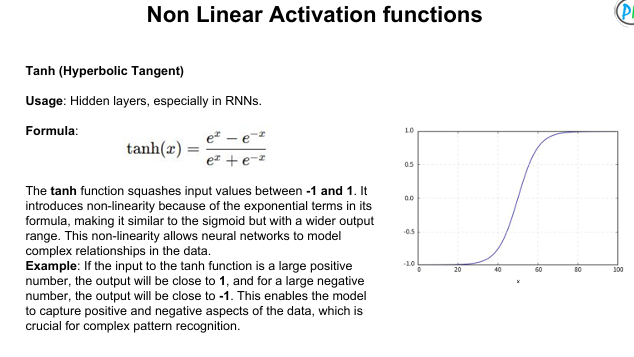 Non Linear Activation functions
Tanh (Hyperbolic Tangent)
Usage: Hidden layers, especially in RNNs.
Formula:
tanh(x) = (e^x − e^−x) / (e^x + e^−x)
The tanh function squashes input values between -1 and 1. It
introduces non-linearity because of the exponential terms in its
formula, making it similar to the sigmoid but with a wider output
range. This non-linearity allows neural networks to model
complex relationships in the data.
Example: If the input to the tanh function is a large positive
number, the output will be close to 1, and for a large negative
number, the output will be close to -1. This enables the model
to capture positive and negative aspects of the data, which is
crucial for complex pattern recognition.
1.0
0.5
0.0
-0.5
-1.0
0 20 40 60 80 100
x